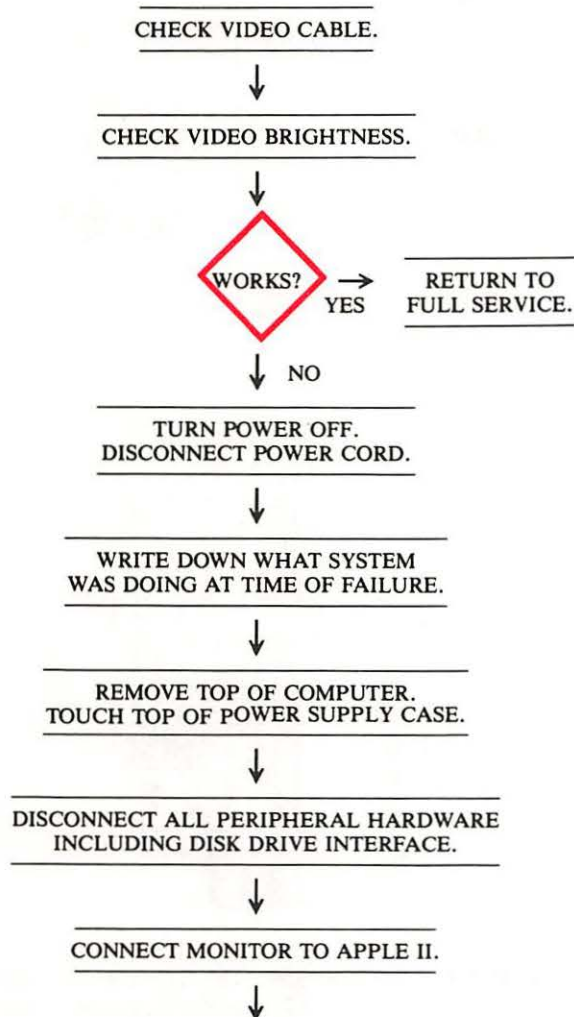 CHECK VIDEO CABLE.
CHECK VIDEO BRIGHTNESS.
WORKS?
YES
RETURN TO
FULL SERVICE.
NO
TURN POWER OFF.
DISCONNECT POWER CORD.
WRITE DOWN WHAT SYSTEM
WAS DOING AT TIME OF FAILURE.
REMOVE TOP OF COMPUTER.
TOUCH TOP OF POWER SUPPLY CASE.
DISCONNECT ALL PERIPHERAL HARDWARE
INCLUDING DISK DRIVE INTERFACE.
CONNECT MONITOR TO APPLE II.